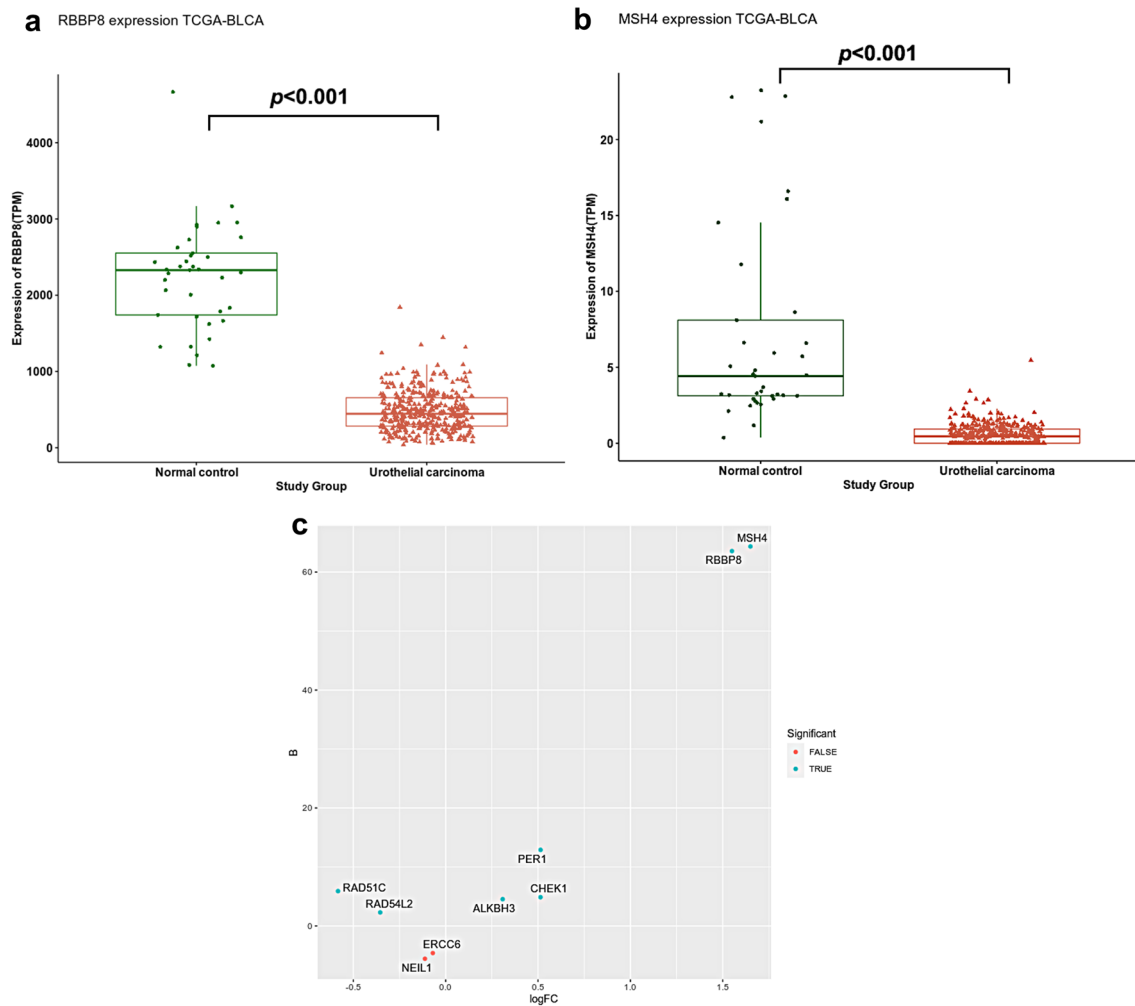 a RBBP8 expression TCGA-BLCA
p<0.001
Expression of RBBP8(TPM)
4000
3000
2000
1000
0
Normal control Urothelial carcinoma
Study Group
b MSH4 expression TCGA-BLCA
p<0.001
Expression of MSH4(TPM)
20
15
10
5
0
Normal control Urothelial carcinoma
Study Group
c
MSH4
RBBP8
60
40
B
20
0
PER1
RAD51C
CHEK1
RAD54L2
ALKBH3
ERCC6
NEIL1
-0.5 0.0 0.5 1.0 1.5
logFC
Significant
FALSE
TRUE